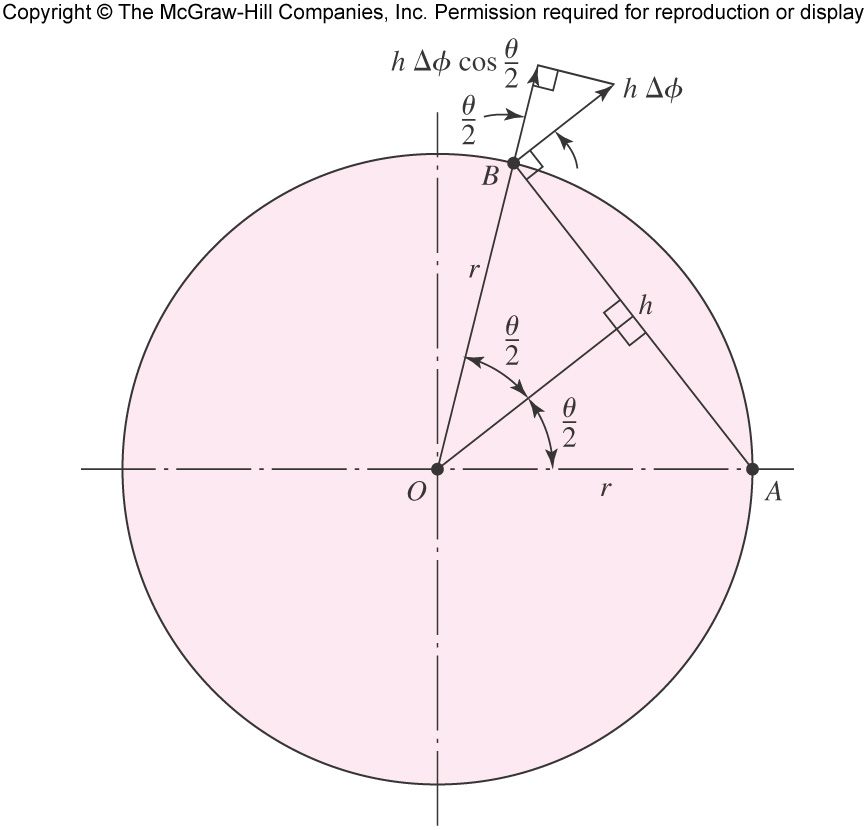 Copyright © The McGraw-Hill Companies, Inc. Permission required for reproduction or display
h Δϕ cos θ/2
h Δϕ
θ/2
B
r
h
θ/2
θ/2
O
r
A